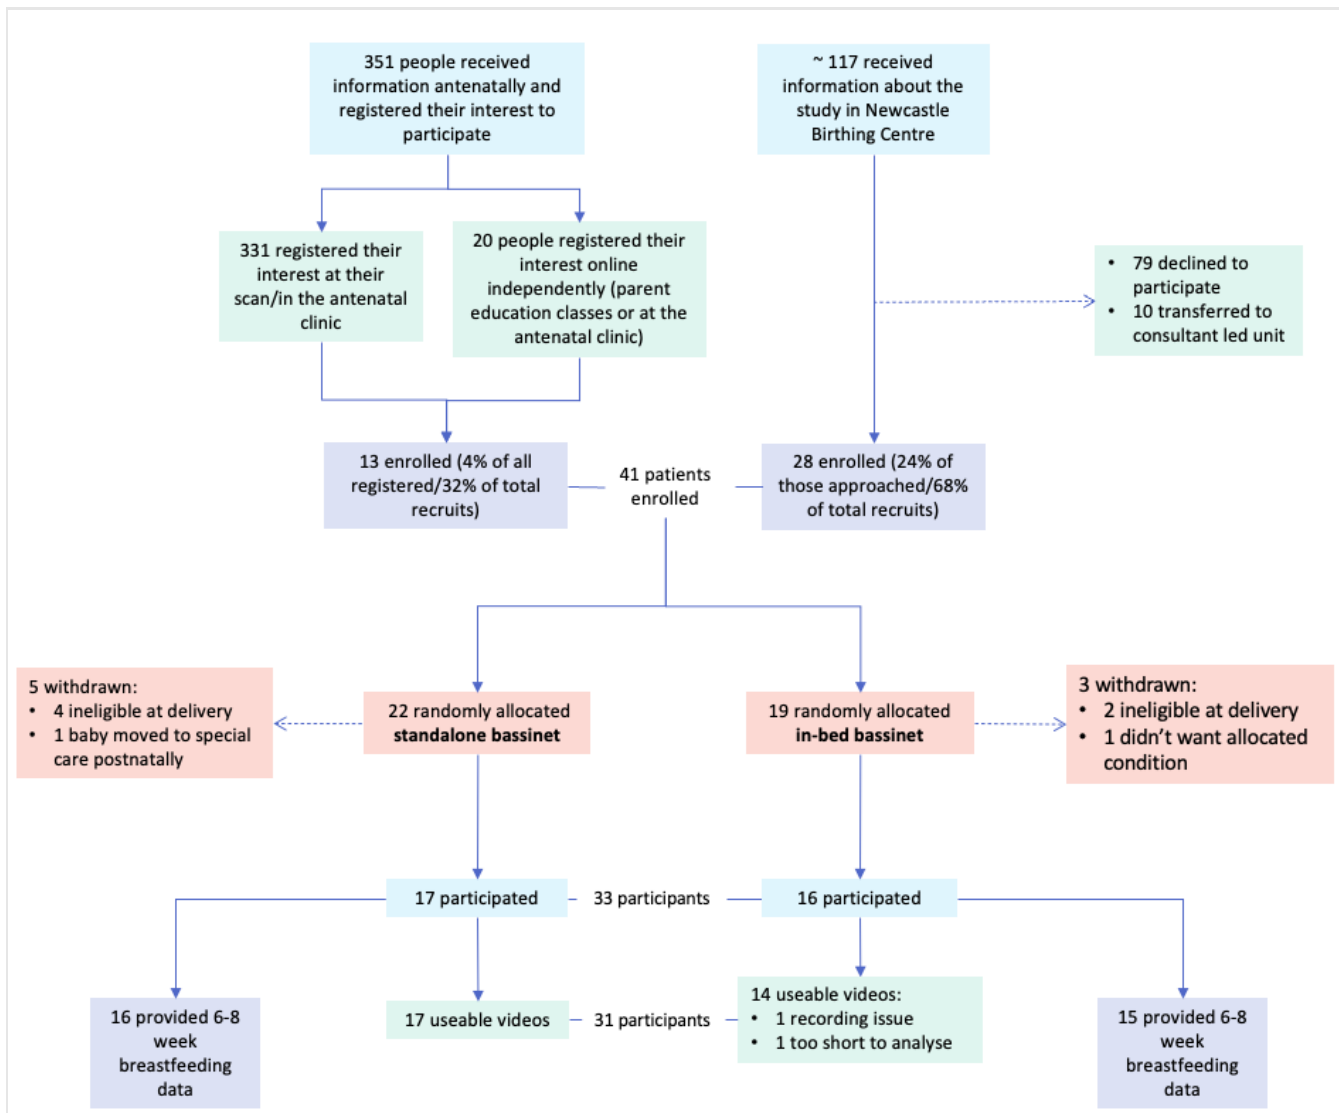 351 people received
information antenatally and
registered their interest to
participate
~ 117 received
information about the
study in Newcastle
Birthing Centre
331 registered their
interest at their
scan/in the antenatal
clinic
20 people registered their
interest online
independently (parent
education classes or at the
antenatal clinic)
• 79 declined to
participate
• 10 transferred to
consultant led unit
13 enrolled (4% of all
registered/32% of total
recruits)
41 patients
enrolled
28 enrolled (24% of
those approached/68%
of total recruits)
5 withdrawn:
• 4 ineligible at delivery
• 1 baby moved to special
care postnatally
22 randomly allocated
standalone bassinet
19 randomly allocated
in-bed bassinet
3 withdrawn:
• 2 ineligible at delivery
• 1 didn't want allocated
condition
17 participated
33 participants
16 participated
16 provided 6-8
week
breastfeeding
data
17 useable videos
31 participants
14 useable videos:
• 1 recording issue
• 1 too short to analyse
15 provided 6-8
week
breastfeeding
data